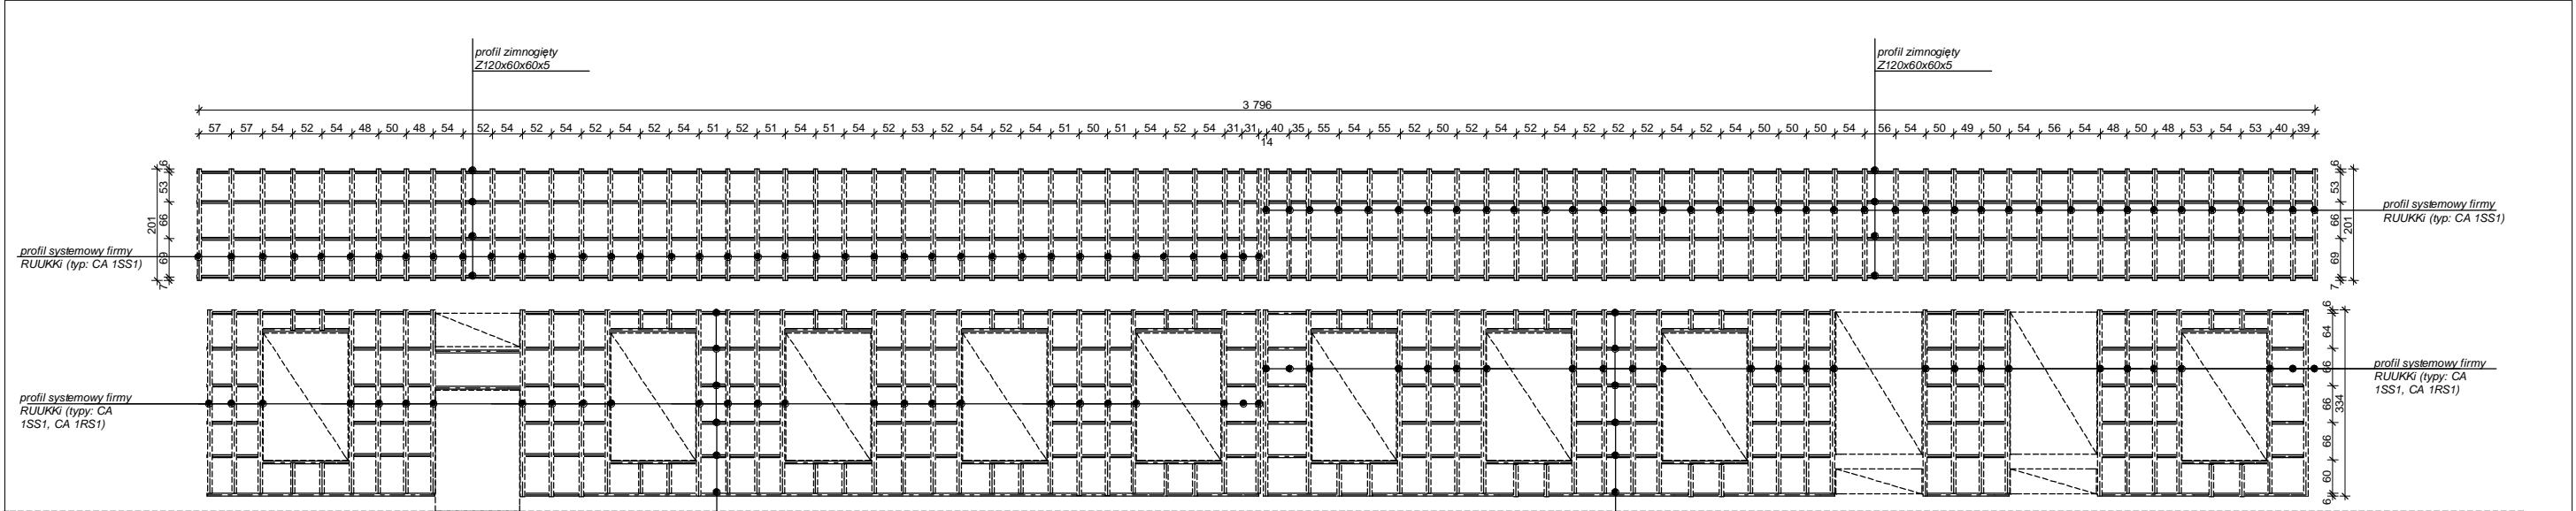 profil zimnogięty
Z120x60x60x5
profil zimnogięty
Z120x60x60x5
3 796
57 57 54 52 54 48 50 48 54 52 54 52 54 52 54 52 54 51 52 51 54 51 54 52 53 52 54 52 54 51 50 51 54 52 54 31 31 40 35 55 54 55 52 50 52 54 52 54 52 52 52 54 52 54 50 50 50 54 56 54 50 49 50 54 56 54 48 50 48 53 54 53 40 39
14
6
53
66
69
7
201
6
53
66
69
7
201
profil systemowy firmy
RUUKKi (typ: CA 1SS1)
profil systemowy firmy
RUUKKi (typ: CA 1SS1)
6
64
66
66
66
60
6
334
profil systemowy firmy
RUUKKi (typy: CA
1SS1, CA 1RS1)
profil systemowy firmy
RUUKKi (typy: CA
1SS1, CA 1RS1)